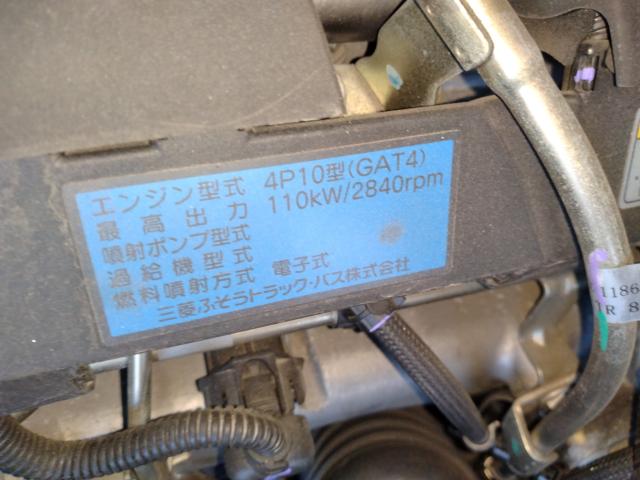 エンジン型式 4P10型(GAT4)
最高出力 110kW/2840rpm
噴射ポンプ型式
過給機型式
燃料噴射方式 電子式
三菱ふそうトラック・バス株式会社
1186
R 8